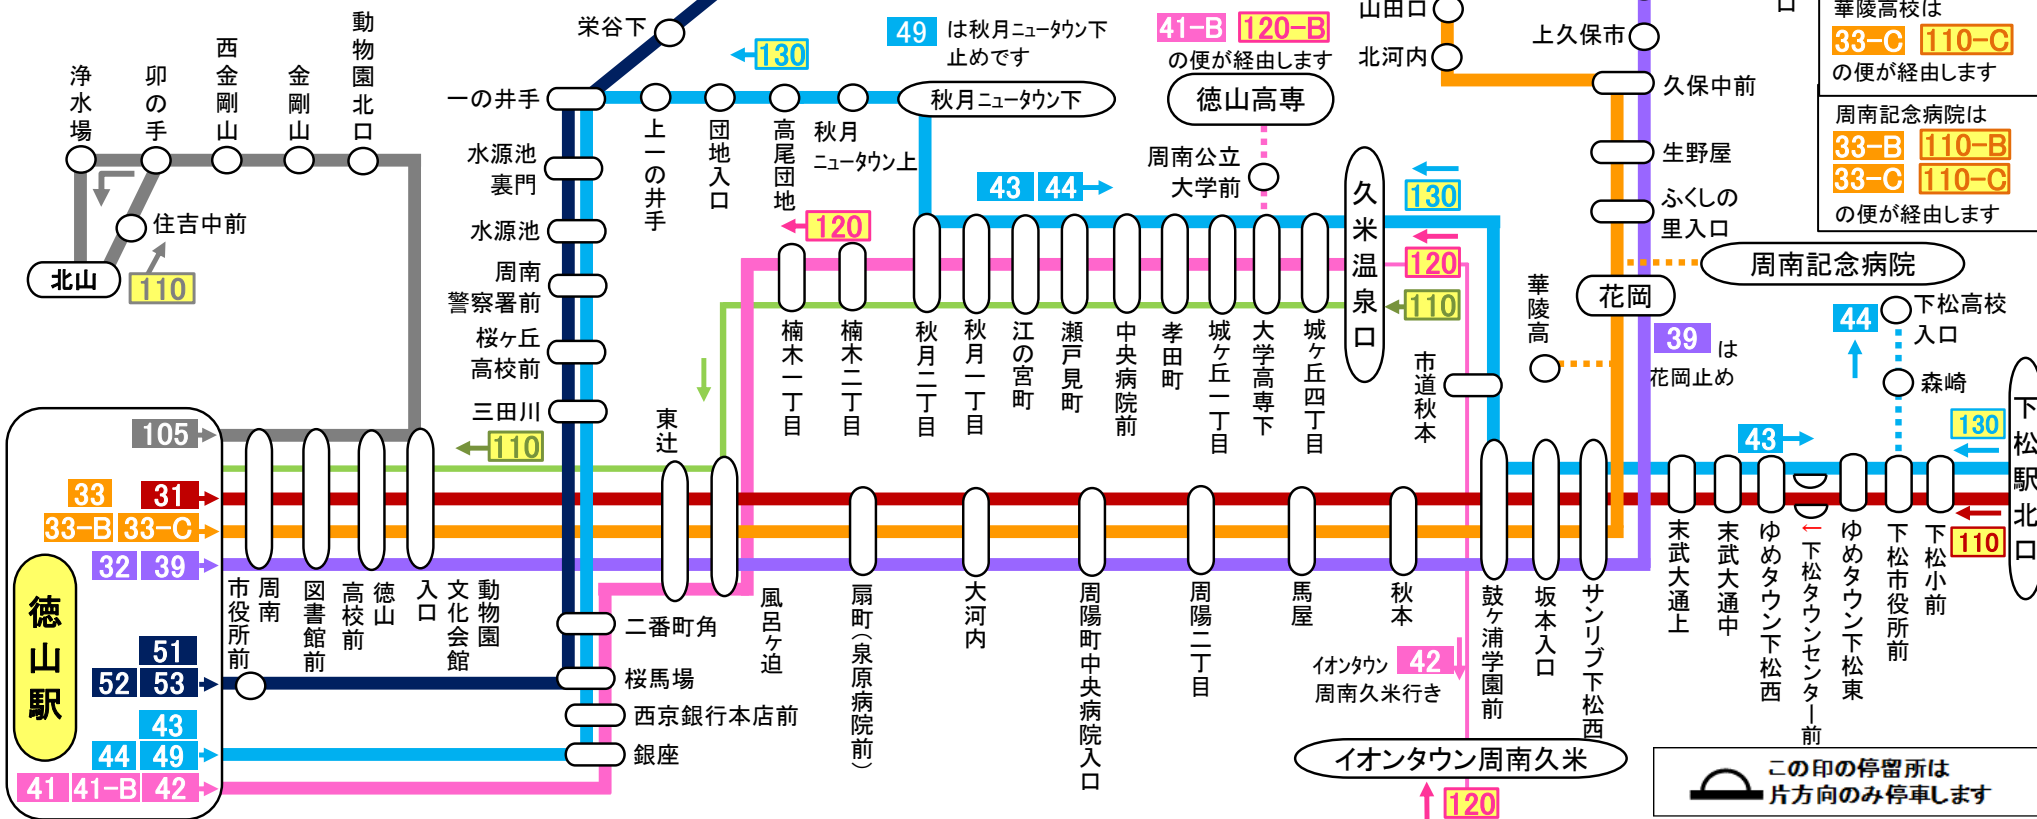 栄谷下
130
49 は秋月ニュータウン下
止めです
41-B 120-B
の便が経由します
徳山高専
山田口
北河内
上久保市
口
華陵高校は
33-C 110-C
の便が経由します
周南記念病院は
33-B 110-B
33-C 110-C
の便が経由します
浄水場
卯の手
西金剛山
金剛山
動物園北口
住吉中前
北山
110
一の井手
上一の井手
団地入口
高尾団地
秋月
ニュータウン上
秋月ニュータウン下
水源池
裏門
水源池
周南
警察署前
桜ヶ丘
高校前
三田川
周南公立
大学前
43 44
120
久米温泉口
130
120
110
楠木一丁目
楠木二丁目
秋月二丁目
秋月一丁目
江の宮町
瀬戸見町
中央病院前
孝田町
城ヶ丘一丁目
大学高専下
城ヶ丘四丁目
市道秋本
久保中前
生野屋
ふくしの
里入口
周南記念病院
花岡
華陵高
39 は
花岡止め
44
下松高校
入口
森崎
下松駅北口
130
110
43
105
110
33 31
33-B 33-C
32 39
徳山駅
51
52 53
43
44 49
41 41-B 42
周南
市役所前
図書館前
徳山
高校前
動物園
文化会館
入口
東辻
風呂ヶ迫
二番町角
桜馬場
西京銀行本店前
銀座
扇町(泉原病院前)
大河内
周陽町中央病院入口
周陽二丁目
馬屋
秋本
鼓ヶ浦学園前
坂本入口
サンリブ下松西
末武大通上
末武大通中
ゆめタウン下松西
←下松タウンセンター前
ゆめタウン下松東
下松市役所前
下松小前
イオンタウン 42
周南久米行き
イオンタウン周南久米
120
この印の停留所は
片方向のみ停車します